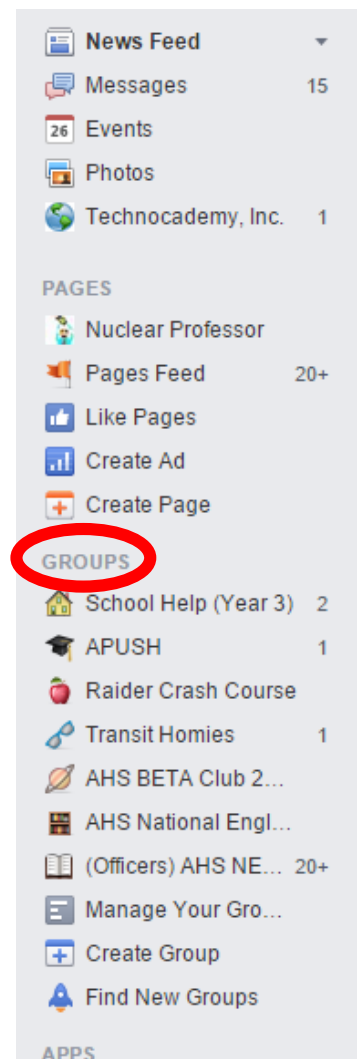 News Feed
Messages 15
26 Events
Photos
Technocademy, Inc. 1
PAGES
Nuclear Professor
Pages Feed 20+
Like Pages
Create Ad
Create Page
GROUPS
School Help (Year 3) 2
APUSH 1
Raider Crash Course
Transit Homies 1
AHS BETA Club 2...
AHS National Engl...
(Officers) AHS NE... 20+
Manage Your Gro...
Create Group
Find New Groups
APPS